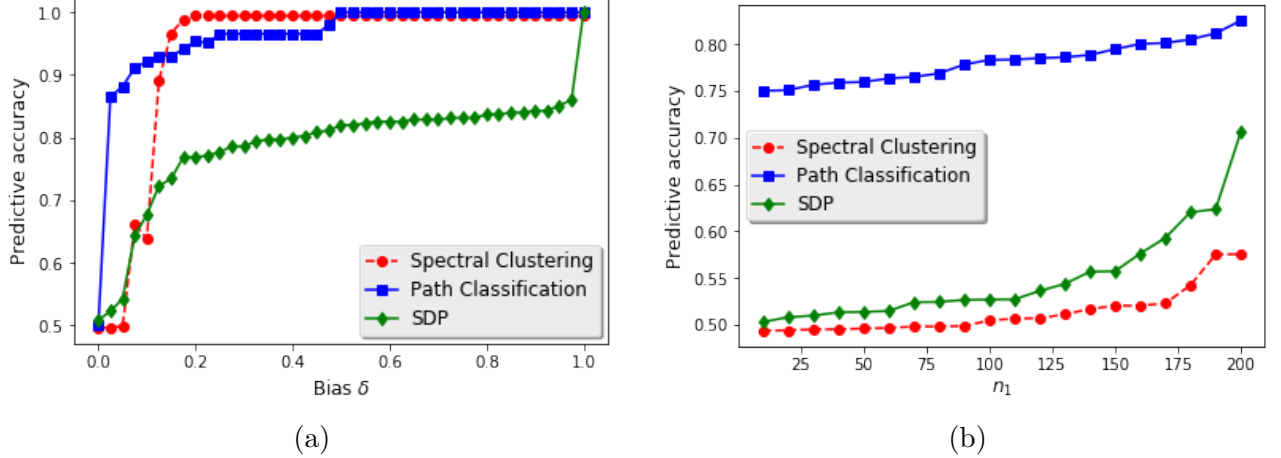 Predictive accuracy
1.0
0.9
0.8
0.7
0.6
0.5
Spectral Clustering
Path Classification
SDP
0.0 0.2 0.4 0.6 0.8 1.0
Bias δ
(a)
Predictive accuracy
0.80
0.75
0.70
0.65
0.60
0.55
0.50
Spectral Clustering
Path Classification
SDP
25 50 75 100 125 150 175 200
n₁
(b)